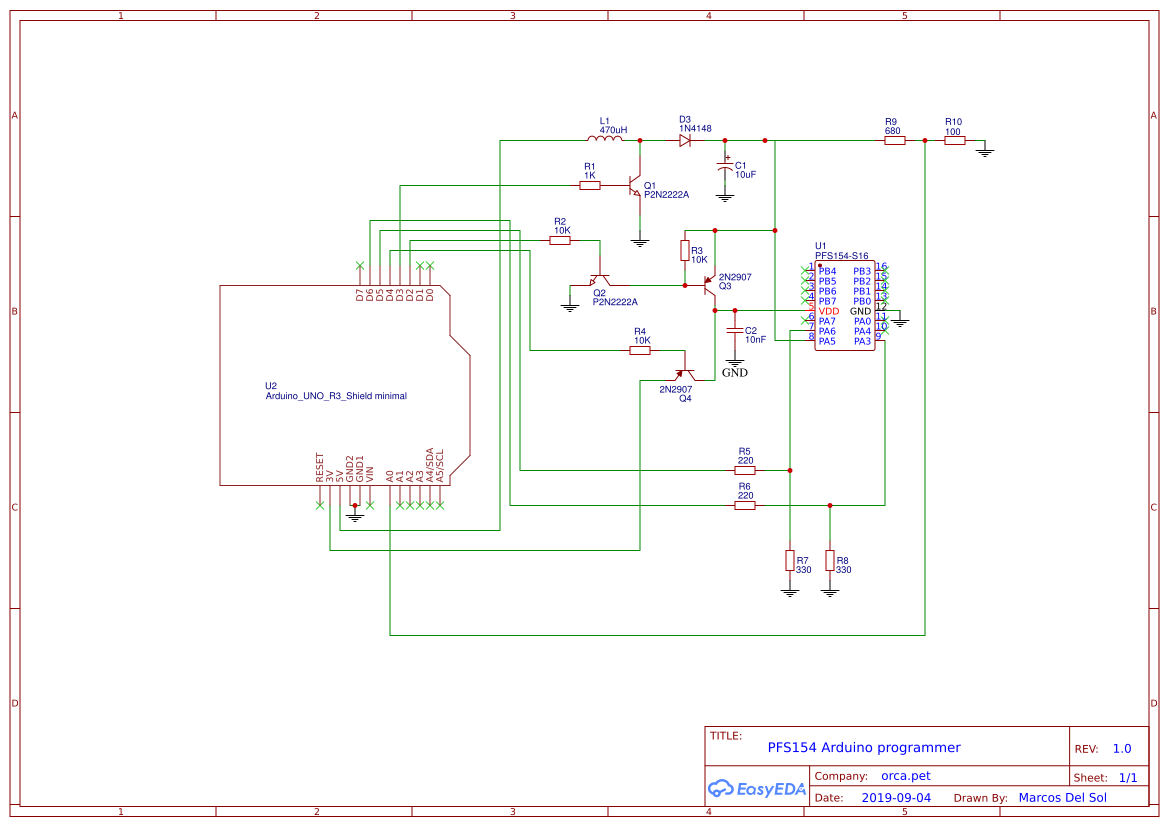 1 2 3 4 5
A A
B B
C C
D D
L1
470uH
D3
1N4148
R9
680
R10
100
C1
10uF
+
R1
1K
Q1
P2N2222A
R2
10K
R3
10K
2N2907
Q3
Q2
P2N2222A
U1
PFS154-S16
1 PB4 PB3 16
2 PB5 PB2 15
3 PB6 PB1 14
4 PB7 PB0 13
5 VDD GND 12
6 PA7 PA0 11
7 PA6 PA4 10
8 PA5 PA3 9
C2
10nF
GND
R4
10K
2N2907
Q4
D7 D6 D5 D4 D3 D2 D1 D0
U2
Arduino_UNO_R3_Shield minimal
RESET 3V 5V GND2 GND1 VIN A0 A1 A2 A3 A4/SDA A5/SCL
R5
220
R6
220
R7
330
R8
330
TITLE:
PFS154 Arduino programmer
REV: 1.0
EasyEDA
Company: orca.pet
Sheet: 1/1
Date: 2019-09-04 Drawn By: Marcos Del Sol
1 2 3 4 5